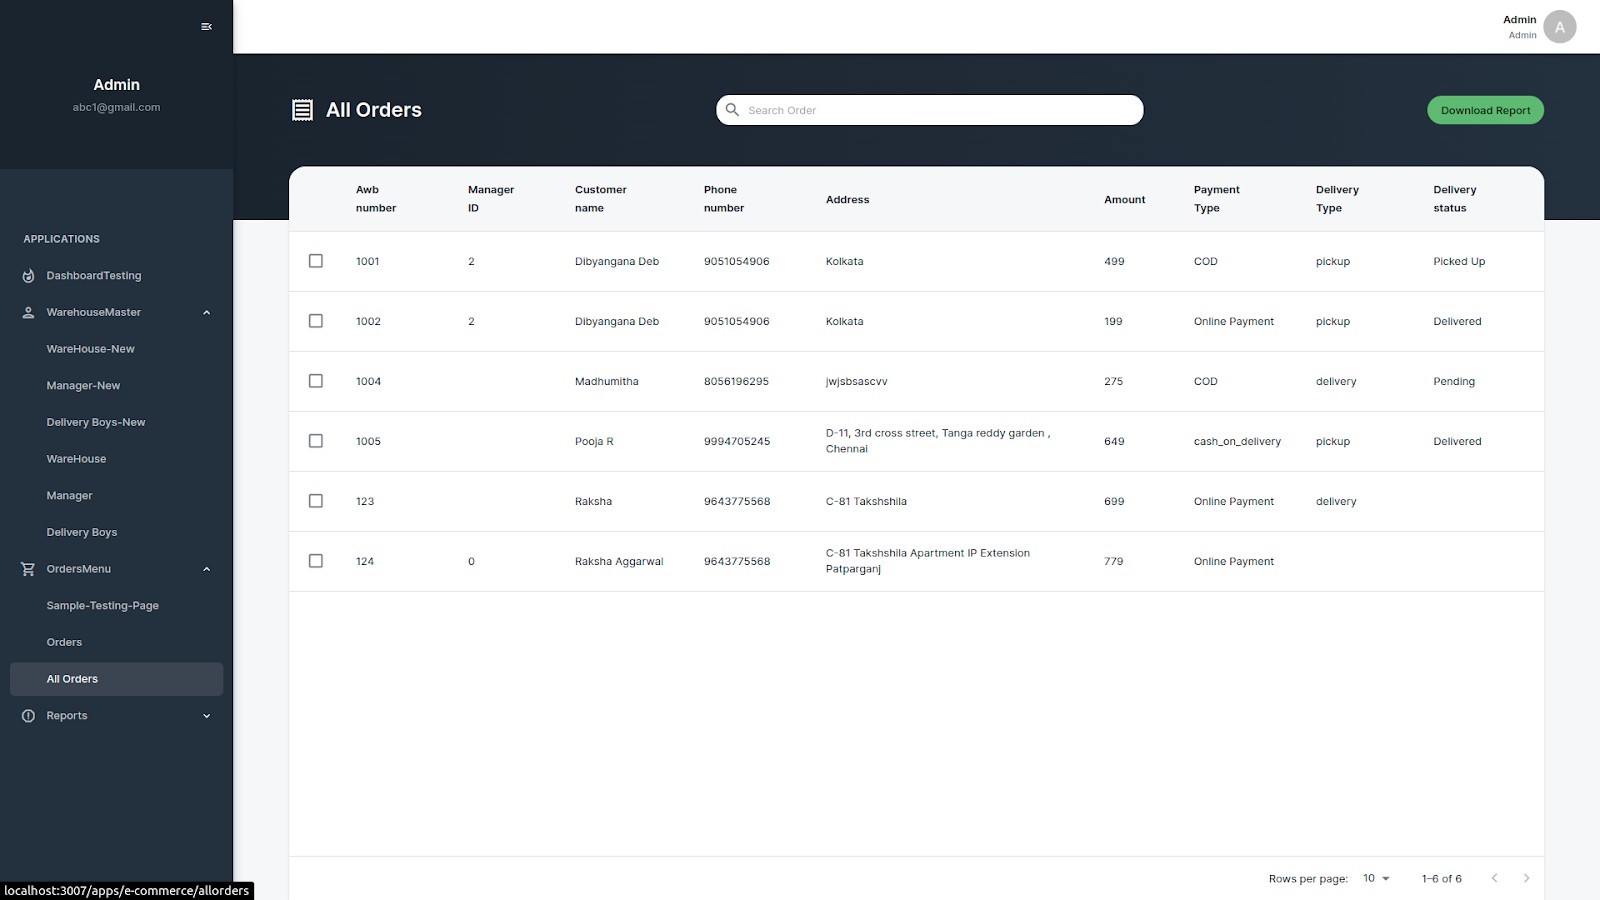 Admin
Admin
A
Admin
abc1@gmail.com
APPLICATIONS
DashboardTesting
WarehouseMaster
WareHouse-New
Manager-New
Delivery Boys-New
WareHouse
Manager
Delivery Boys
OrdersMenu
Sample-Testing-Page
Orders
All Orders
Reports
localhost:3007/apps/e-commerce/allorders
All Orders
Search Order
Download Report
Awb number Manager ID Customer name Phone number Address Amount Payment Type Delivery Type Delivery status
1001 2 Dibyangana Deb 9051054906 Kolkata 499 COD pickup Picked Up
1002 2 Dibyangana Deb 9051054906 Kolkata 199 Online Payment pickup Delivered
1004 Madhumitha 8056196295 jwjsbsascvv 275 COD delivery Pending
1005 Pooja R 9994705245 D-11, 3rd cross street, Tanga reddy garden , Chennai 649 cash_on_delivery pickup Delivered
123 Raksha 9643775568 C-81 Takshshila 699 Online Payment delivery
124 0 Raksha Aggarwal 9643775568 C-81 Takshshila Apartment IP Extension Patparganj 779 Online Payment
Rows per page: 10 1-6 of 6